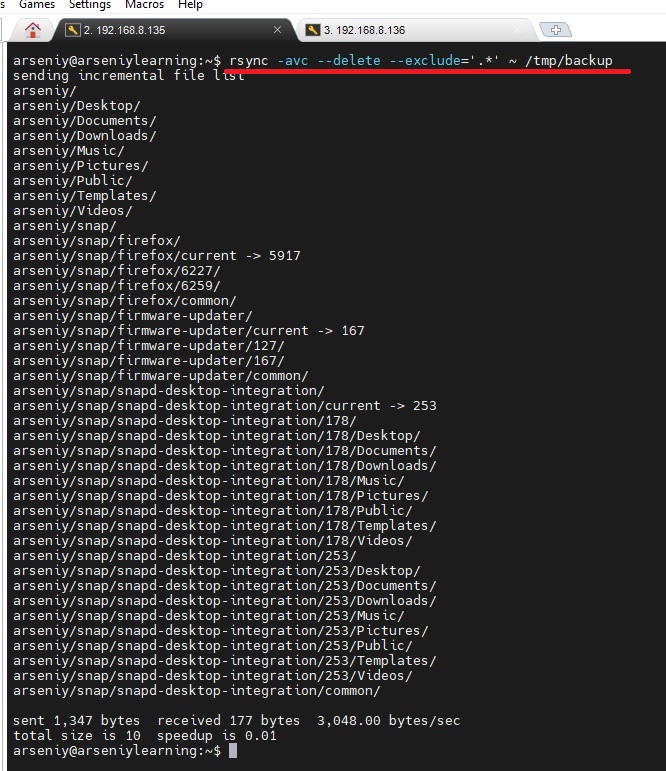 s Games Settings Macros Help
2. 192.168.8.135
3. 192.168.8.136
arseniy@arseniylearning:~$ rsync -avc --delete --exclude='.*' ~ /tmp/backup
sending incremental file list
arseniy/
arseniy/Desktop/
arseniy/Documents/
arseniy/Downloads/
arseniy/Music/
arseniy/Pictures/
arseniy/Public/
arseniy/Templates/
arseniy/Videos/
arseniy/snap/
arseniy/snap/firefox/
arseniy/snap/firefox/current -> 5917
arseniy/snap/firefox/6227/
arseniy/snap/firefox/6259/
arseniy/snap/firefox/common/
arseniy/snap/firmware-updater/
arseniy/snap/firmware-updater/current -> 167
arseniy/snap/firmware-updater/127/
arseniy/snap/firmware-updater/167/
arseniy/snap/firmware-updater/common/
arseniy/snap/snapd-desktop-integration/
arseniy/snap/snapd-desktop-integration/current -> 253
arseniy/snap/snapd-desktop-integration/178/
arseniy/snap/snapd-desktop-integration/178/Desktop/
arseniy/snap/snapd-desktop-integration/178/Documents/
arseniy/snap/snapd-desktop-integration/178/Downloads/
arseniy/snap/snapd-desktop-integration/178/Music/
arseniy/snap/snapd-desktop-integration/178/Pictures/
arseniy/snap/snapd-desktop-integration/178/Public/
arseniy/snap/snapd-desktop-integration/178/Templates/
arseniy/snap/snapd-desktop-integration/178/Videos/
arseniy/snap/snapd-desktop-integration/253/
arseniy/snap/snapd-desktop-integration/253/Desktop/
arseniy/snap/snapd-desktop-integration/253/Documents/
arseniy/snap/snapd-desktop-integration/253/Downloads/
arseniy/snap/snapd-desktop-integration/253/Music/
arseniy/snap/snapd-desktop-integration/253/Pictures/
arseniy/snap/snapd-desktop-integration/253/Public/
arseniy/snap/snapd-desktop-integration/253/Templates/
arseniy/snap/snapd-desktop-integration/253/Videos/
arseniy/snap/snapd-desktop-integration/common/
sent 1,347 bytes  received 177 bytes  3,048.00 bytes/sec
total size is 10  speedup is 0.01
arseniy@arseniylearning:~$